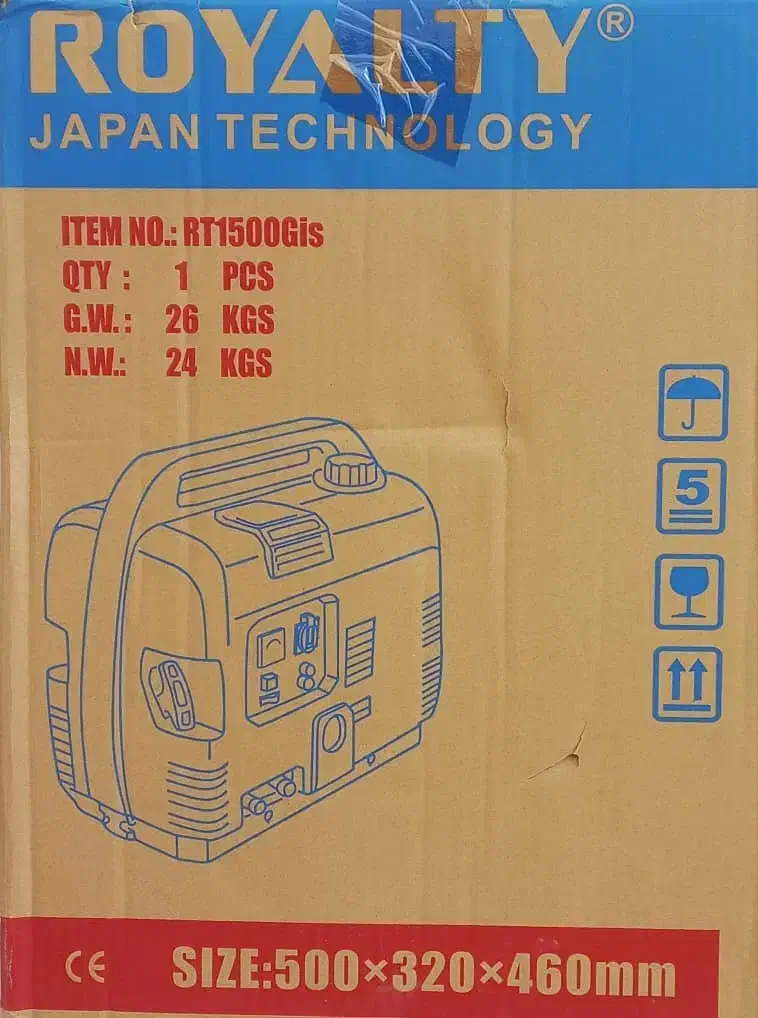 ROYALTY®
JAPAN TECHNOLOGY
ITEM NO.: RT1500Gis
QTY : 1 PCS
G.W.: 26 KGS
N.W.: 24 KGS
5
CE SIZE:500×320×460mm